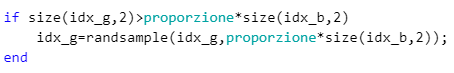 if size(idx_g,2)>proporzione*size(idx_b,2)
    idx_g=randsample(idx_g,proporzione*size(idx_b,2));
end